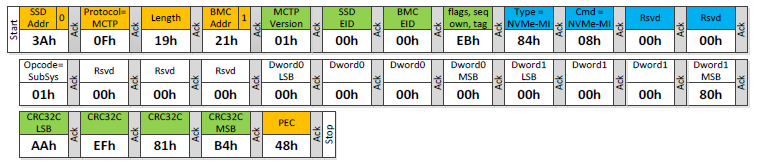 Start SSD Addr 0 3Ah Ack Protocol= MCTP 0Fh Ack Length 19h Ack BMC Addr 1 21h Ack MCTP Version 01h Ack SSD EID 00h Ack BMC EID 00h Ack flags, seq own, tag EBh Ack Type = NVMe-MI 84h Ack Cmd = NVMe-MI 08h Ack Rsvd 00h Ack Rsvd 00h Ack
Opcode= SubSys 01h Ack Rsvd 00h Ack Rsvd 00h Ack Rsvd 00h Ack Dword0 LSB 00h Ack Dword0 00h Ack Dword0 00h Ack Dword0 MSB 00h Ack Dword1 LSB 00h Ack Dword1 00h Ack Dword1 00h Ack Dword1 MSB 80h Ack
CRC32C LSB AAh Ack CRC32C EFh Ack CRC32C 81h Ack CRC32C MSB B4h Ack PEC 48h Ack Stop